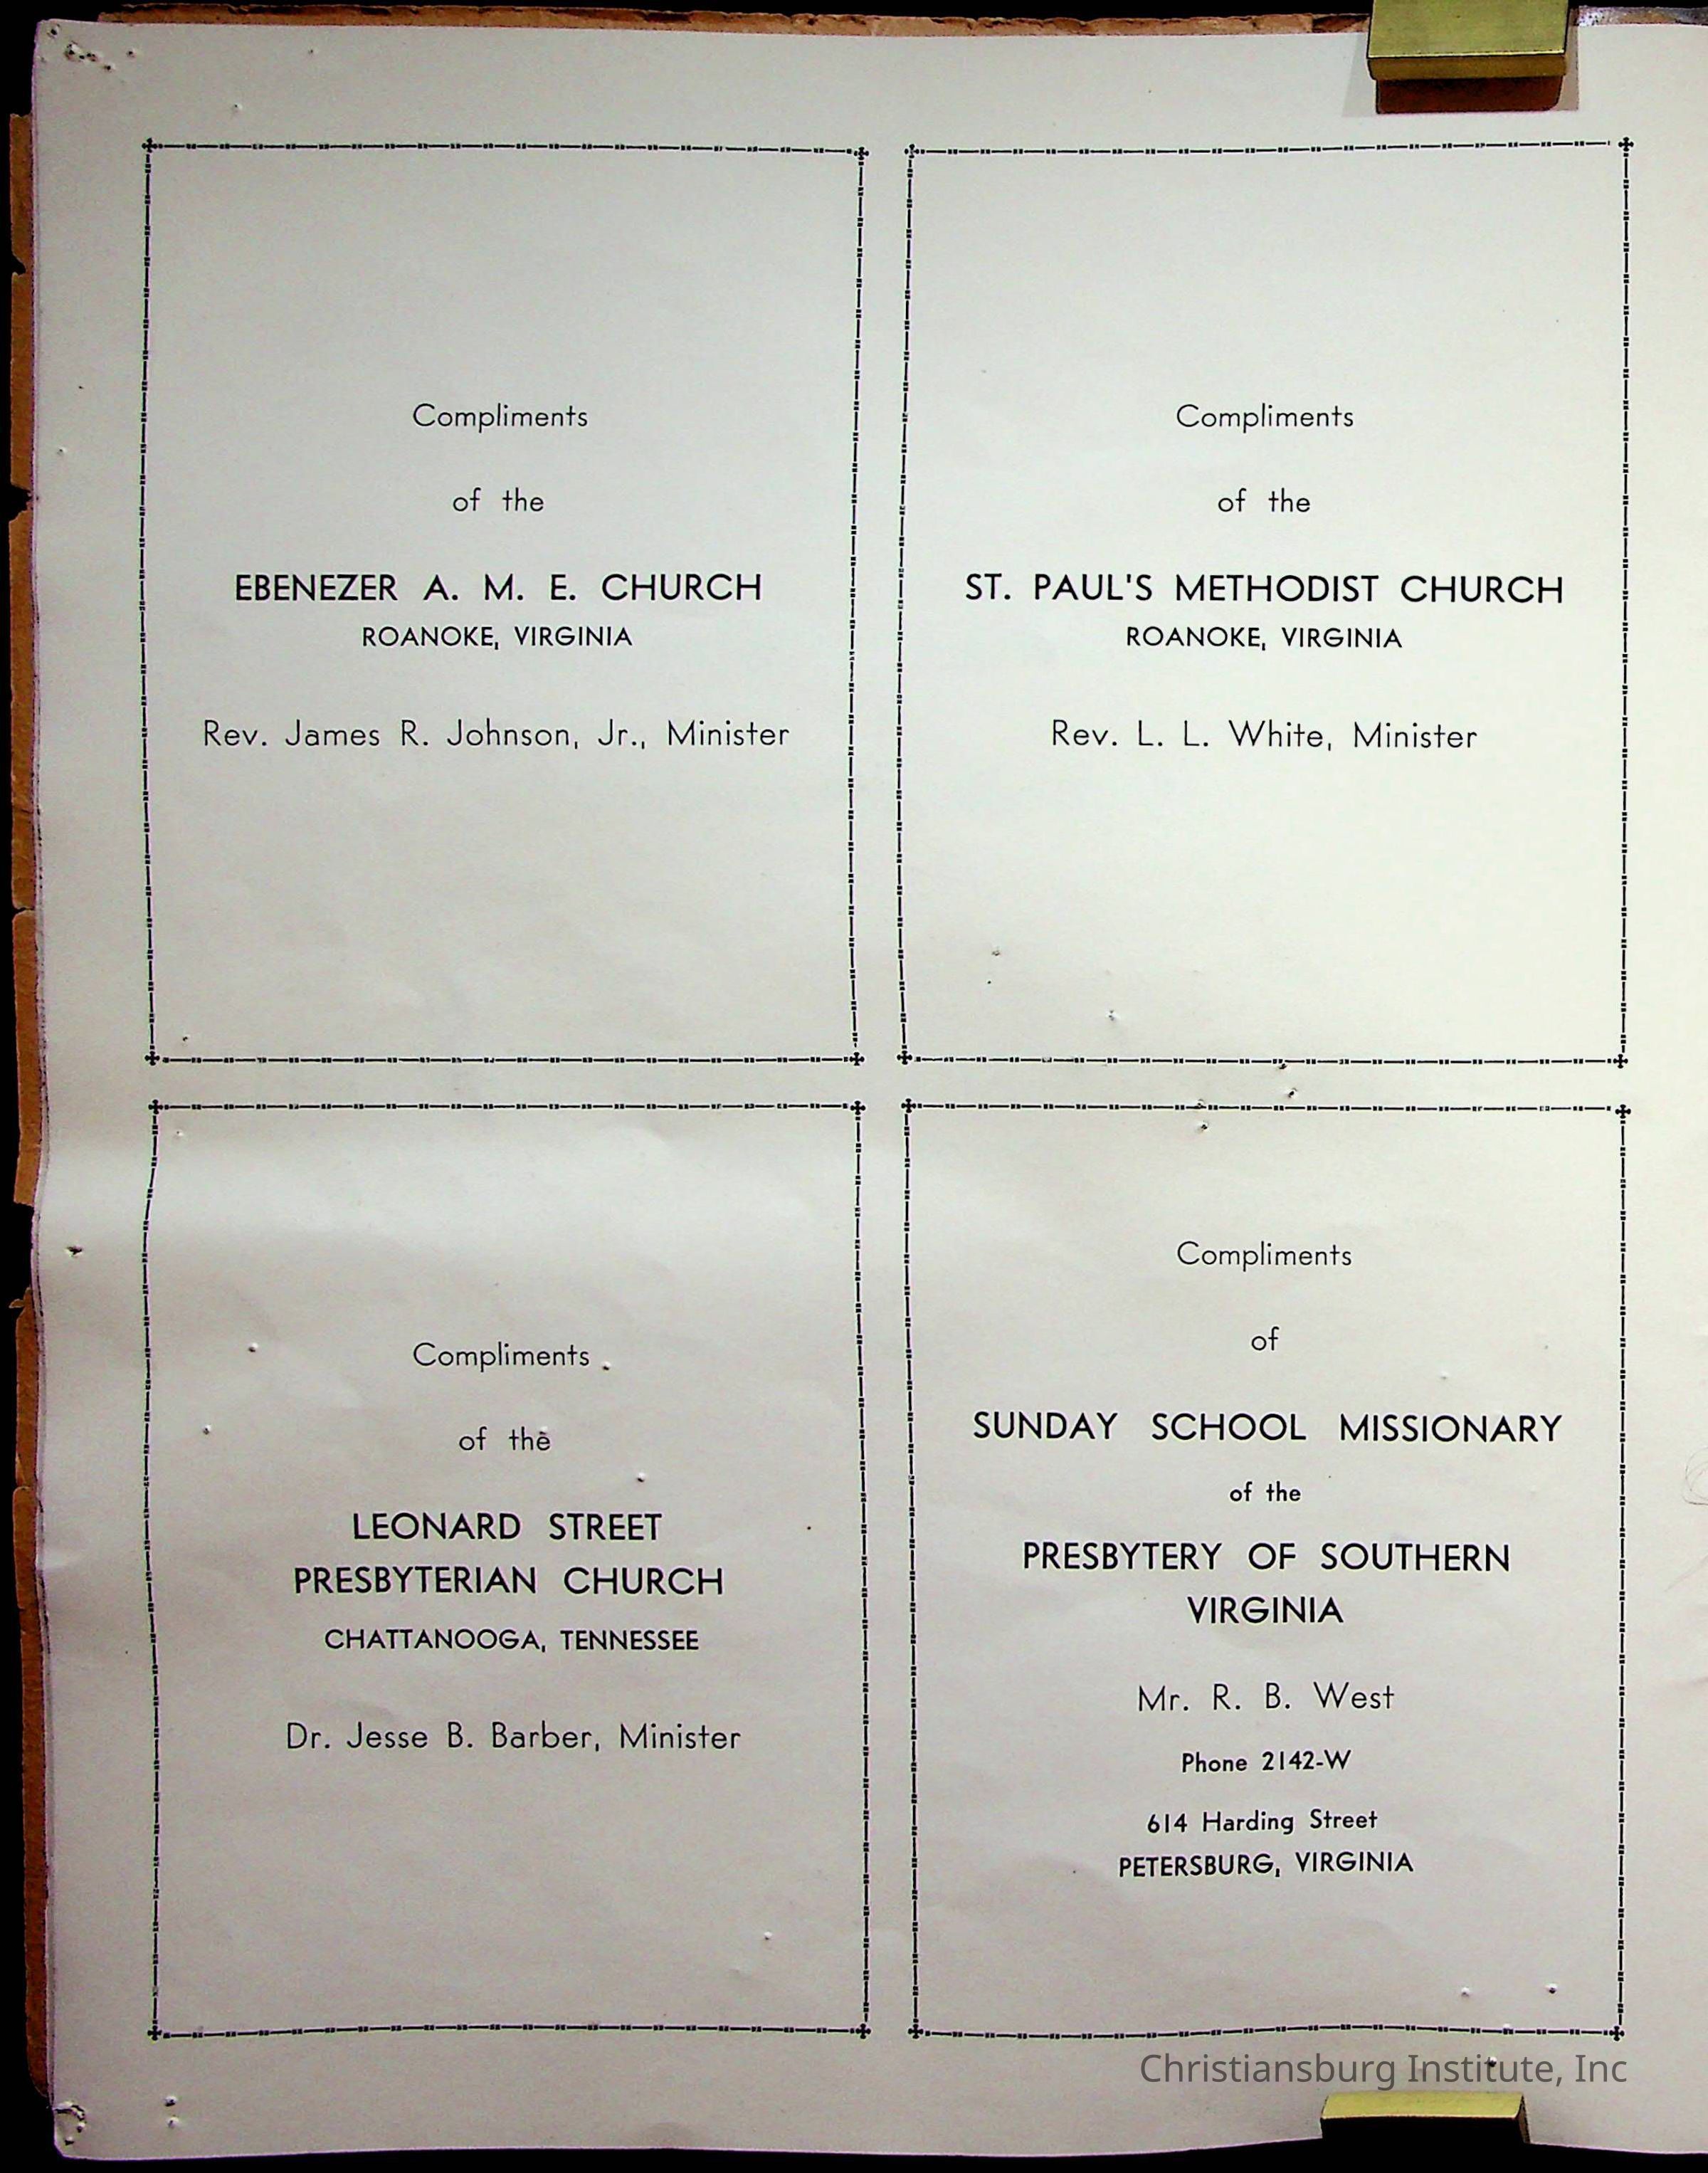 Compliments
of the
EBENEZER A. M. E. CHURCH
ROANOKE, VIRGINIA
Rev. James R. Johnson, Jr., Minister
Compliments
of the
ST. PAUL'S METHODIST CHURCH
ROANOKE, VIRGINIA
Rev. L. L. White, Minister
Compliments
of the
LEONARD STREET
PRESBYTERIAN CHURCH
CHATTANOOGA, TENNESSEE
Dr. Jesse B. Barber, Minister
Compliments
of
SUNDAY SCHOOL MISSIONARY
of the
PRESBYTERY OF SOUTHERN
VIRGINIA
Mr. R. B. West
Phone 2142-W
614 Harding Street
PETERSBURG, VIRGINIA
Christiansburg Institute, Inc